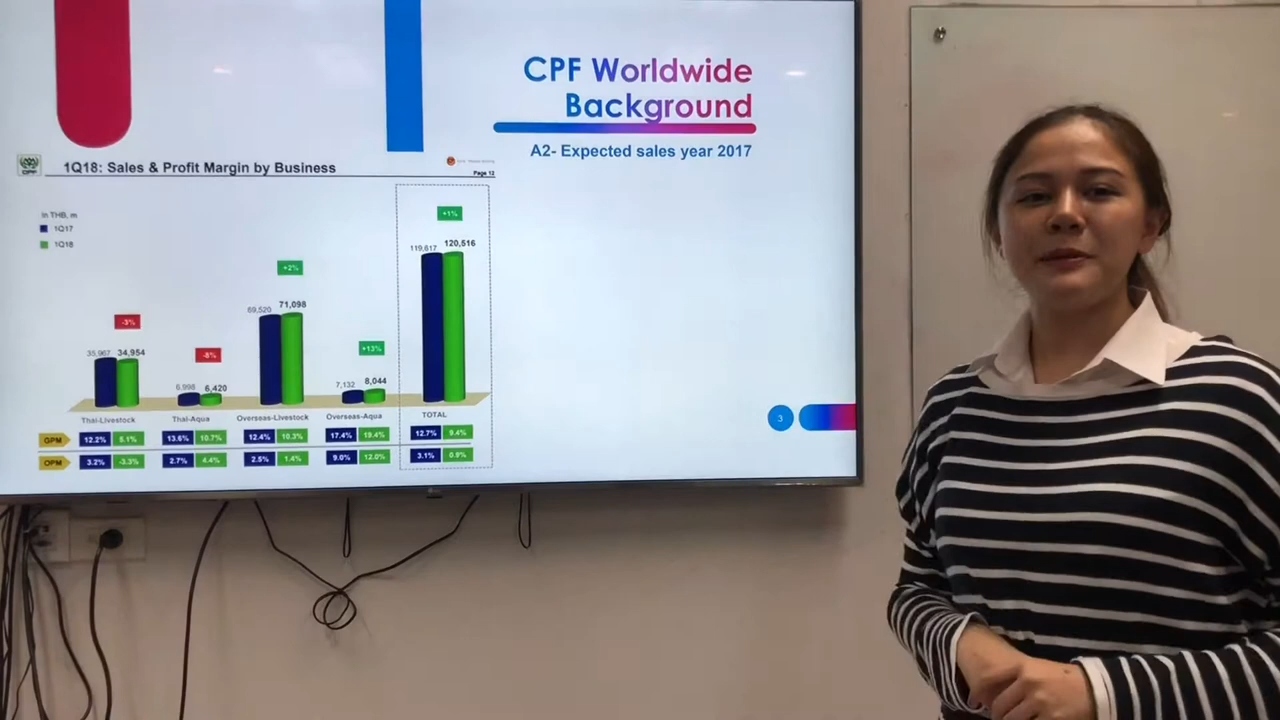 CPF Worldwide
Background
A2- Expected sales year 2017
CPF
1Q18: Sales & Profit Margin by Business
Page 12
In THB, m
1Q17
1Q18
+1%
119,617 120,516
+2%
69,520 71,098
-3%
35,967 34,954
-8%
6,998 6,420
+13%
7,132 8,044
Thai-Livestock Thai-Aqua Overseas-Livestock Overseas-Aqua TOTAL
GPM 12.2% 5.1% 13.6% 10.7% 12.4% 10.3% 17.4% 19.4% 12.7% 9.4%
OPM 3.2% -3.3% 2.7% 4.4% 2.5% 1.4% 9.0% 12.0% 3.1% 0.9%
3